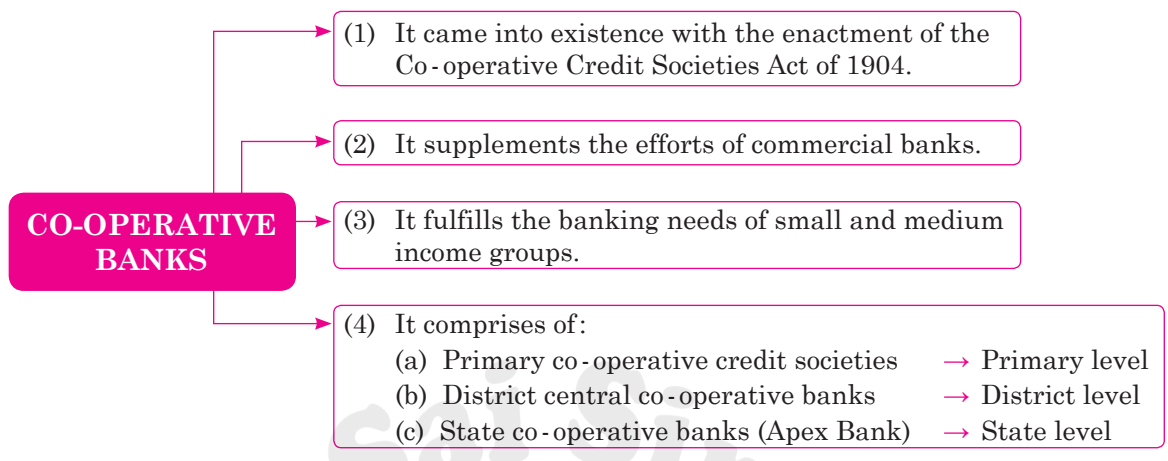 (1) It came into existence with the enactment of the
Co-operative Credit Societies Act of 1904.
(2) It supplements the efforts of commercial banks.
CO-OPERATIVE
BANKS
(3) It fulfills the banking needs of small and medium
income groups.
(4) It comprises of:
(a) Primary co-operative credit societies → Primary level
(b) District central co-operative banks → District level
(c) State co-operative banks (Apex Bank) → State level
Sai Sir